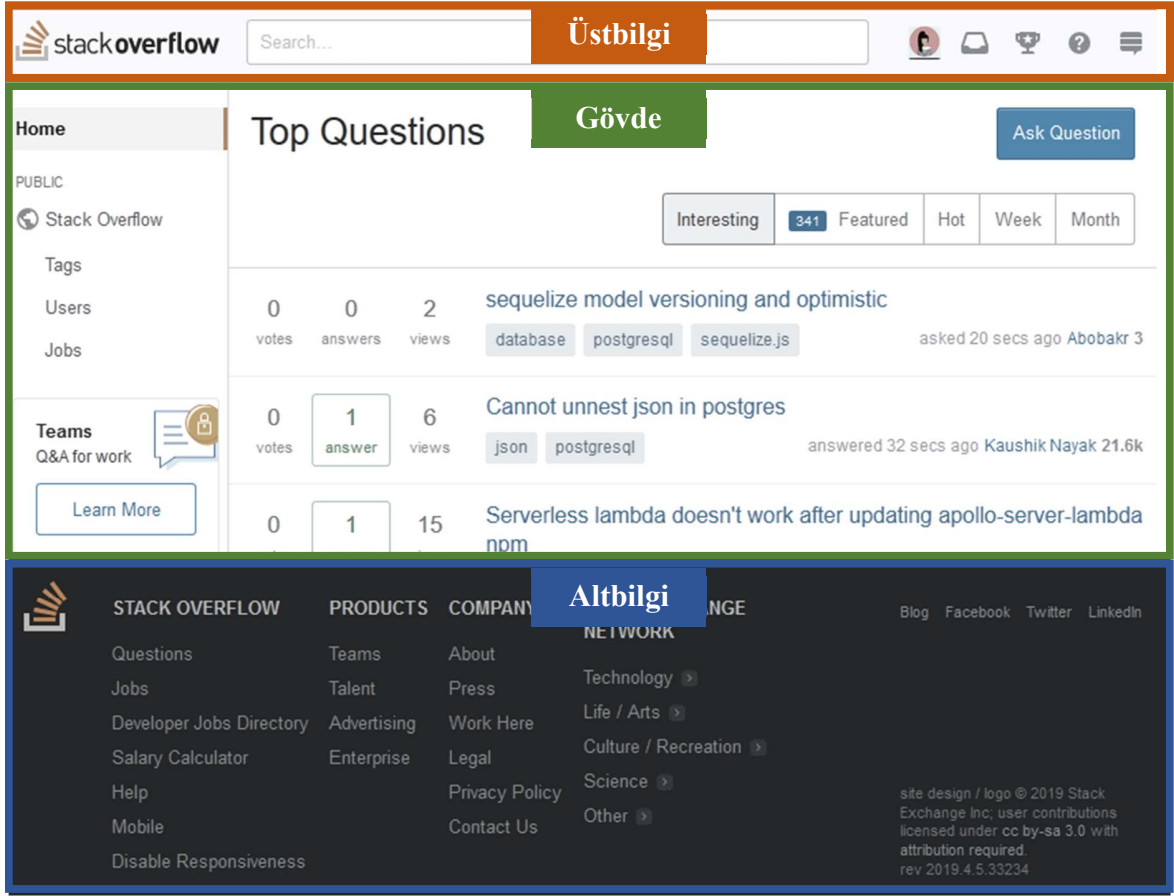 stackoverflow Search... Üstbilgi
Gövde
Home
Top Questions
Ask Question
PUBLIC
Stack Overflow
Tags
Users
Jobs
Interesting 341 Featured Hot Week Month
0 votes 0 answers 2 views
sequelize model versioning and optimistic
database postgresql sequelize.js
asked 20 secs ago Abobakr 3
0 votes 1 answer 6 views
Cannot unnest json in postgres
json postgresql
answered 32 secs ago Kaushik Nayak 21.6k
Teams
Q&A for work
Learn More
0 1 15
Serverless lambda doesn't work after updating apollo-server-lambda
npm
Altbilgi
STACK OVERFLOW
Questions
Jobs
Developer Jobs Directory
Salary Calculator
Help
Mobile
Disable Responsiveness
PRODUCTS
Teams
Talent
Advertising
Enterprise
COMPANY
About
Press
Work Here
Legal
Privacy Policy
Contact Us
NETWORK
Technology
Life / Arts
Culture / Recreation
Science
Other
Blog Facebook Twitter LinkedIn
site design / logo © 2019 Stack
Exchange Inc; user contributions
licensed under cc by-sa 3.0 with
attribution required.
rev 2019.4.5.33234